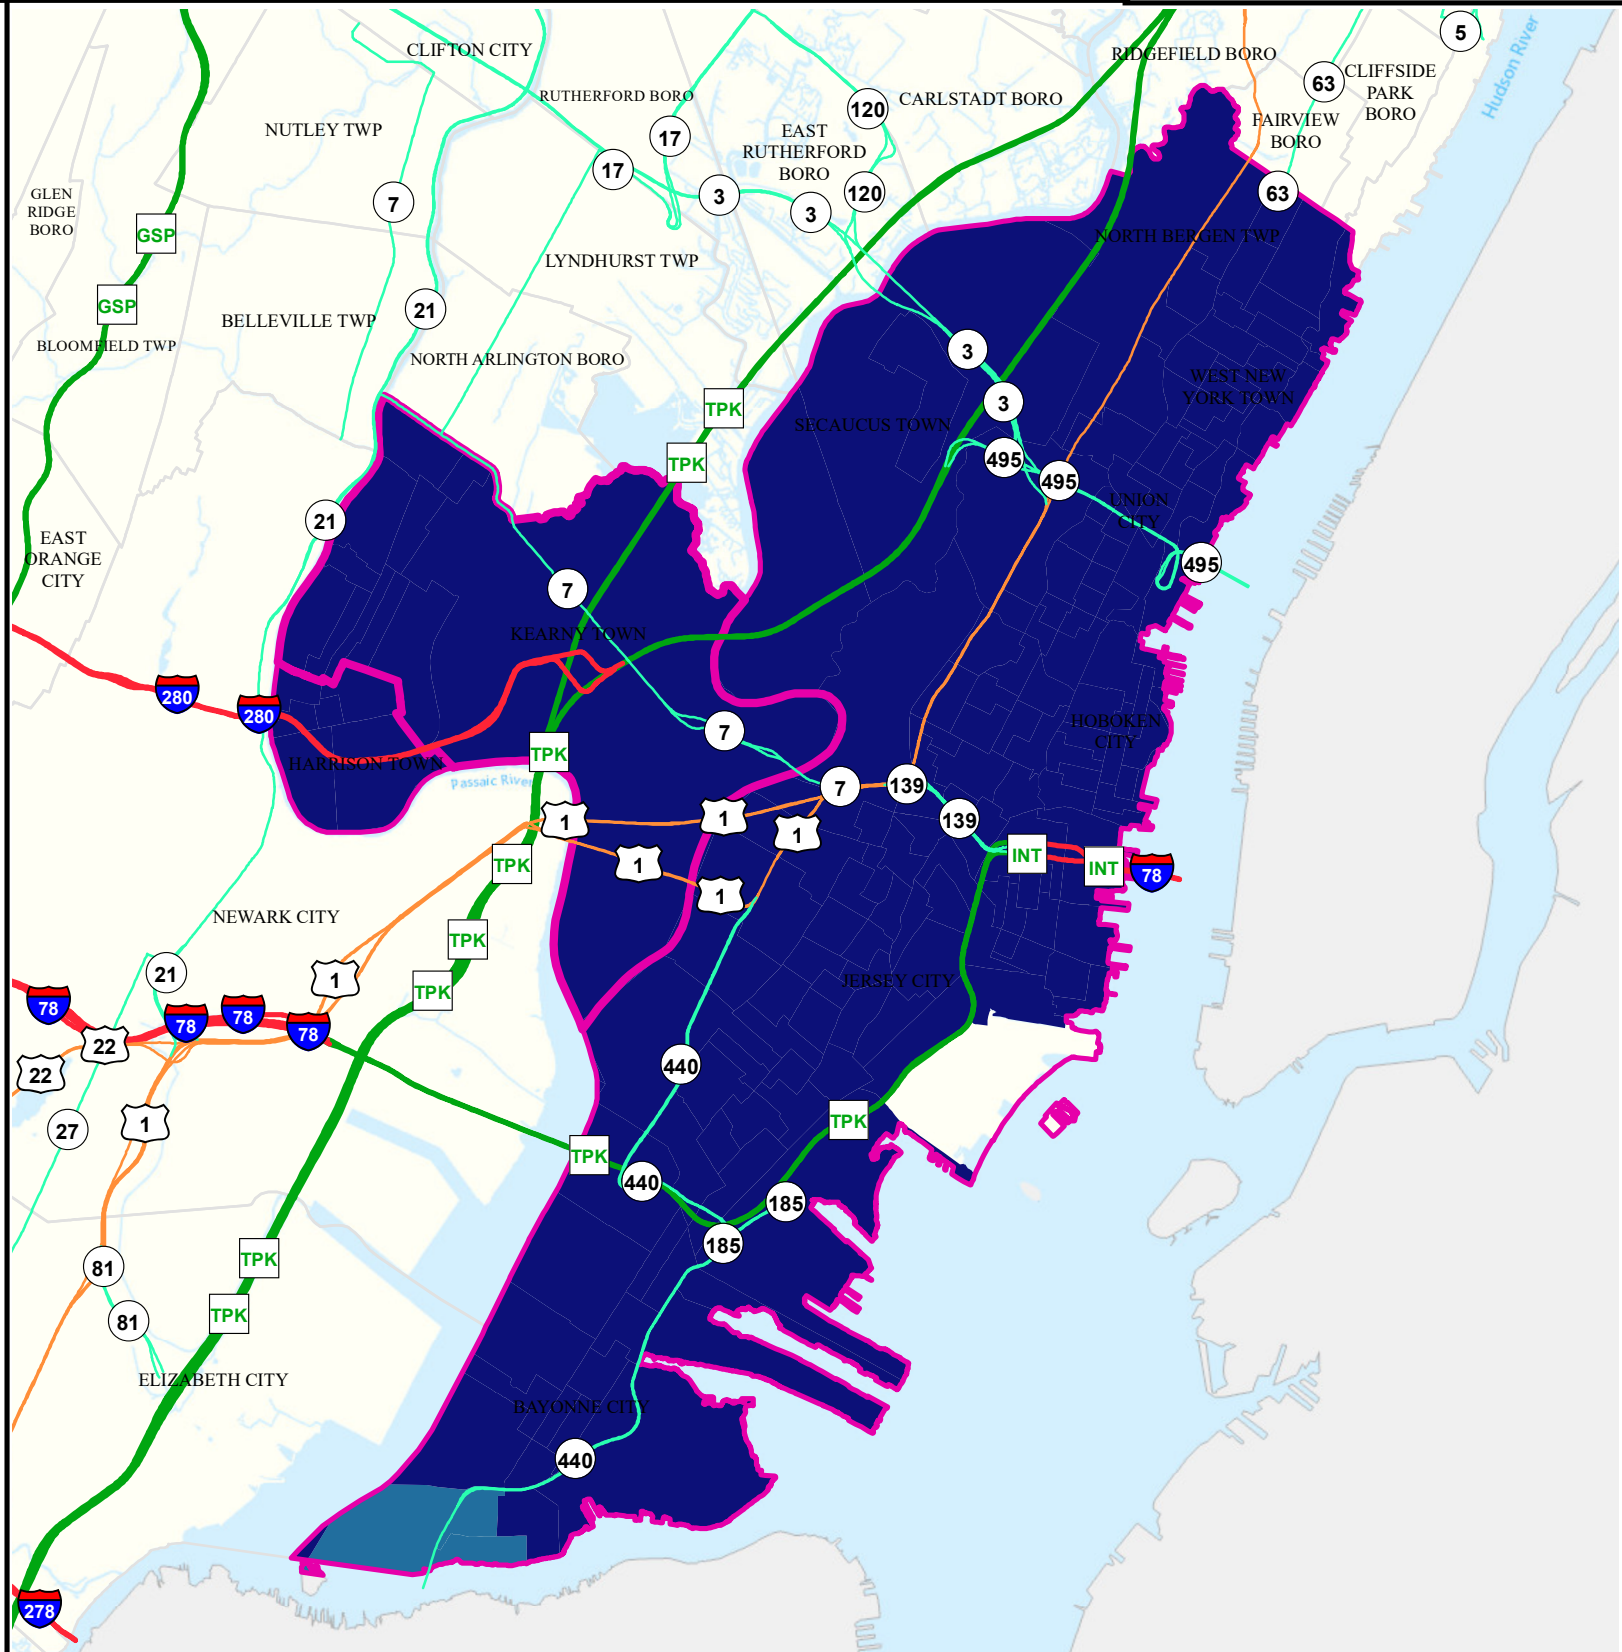 5
Hudson River
CLIFTON CITY
RIDGEFIELD BORO
63
CLIFFSIDE
PARK
BORO
RUTHERFORD BORO
120
CARLSTADT BORO
NUTLEY TWP
17
EAST
RUTHERFORD
BORO
FAIRVIEW
BORO
17
3
120
63
GLEN
RIDGE
BORO
7
3
GSP
NORTH BERGEN TWP
LYNDHURST TWP
GSP
21
BELLEVILLE TWP
BLOOMFIELD TWP
NORTH ARLINGTON BORO
3
WEST NEW
YORK TOWN
TPK
3
SECAUCUS TOWN
TPK
495
495
UNION
CITY
21
EAST
ORANGE
CITY
495
7
KEARNY TOWN
280
280
7
HOBOKEN
CITY
HARRISON TOWN
TPK
Passaic River
7
139
1
1
1
139
TPK
1
1
INT
INT
78
NEWARK CITY
TPK
21
1
TPK
JERSEY CITY
78
78
78
78
22
22
440
27
1
TPK
TPK
440
185
185
81
TPK
81
TPK
ELIZABETH CITY
BAYONNE CITY
440
278